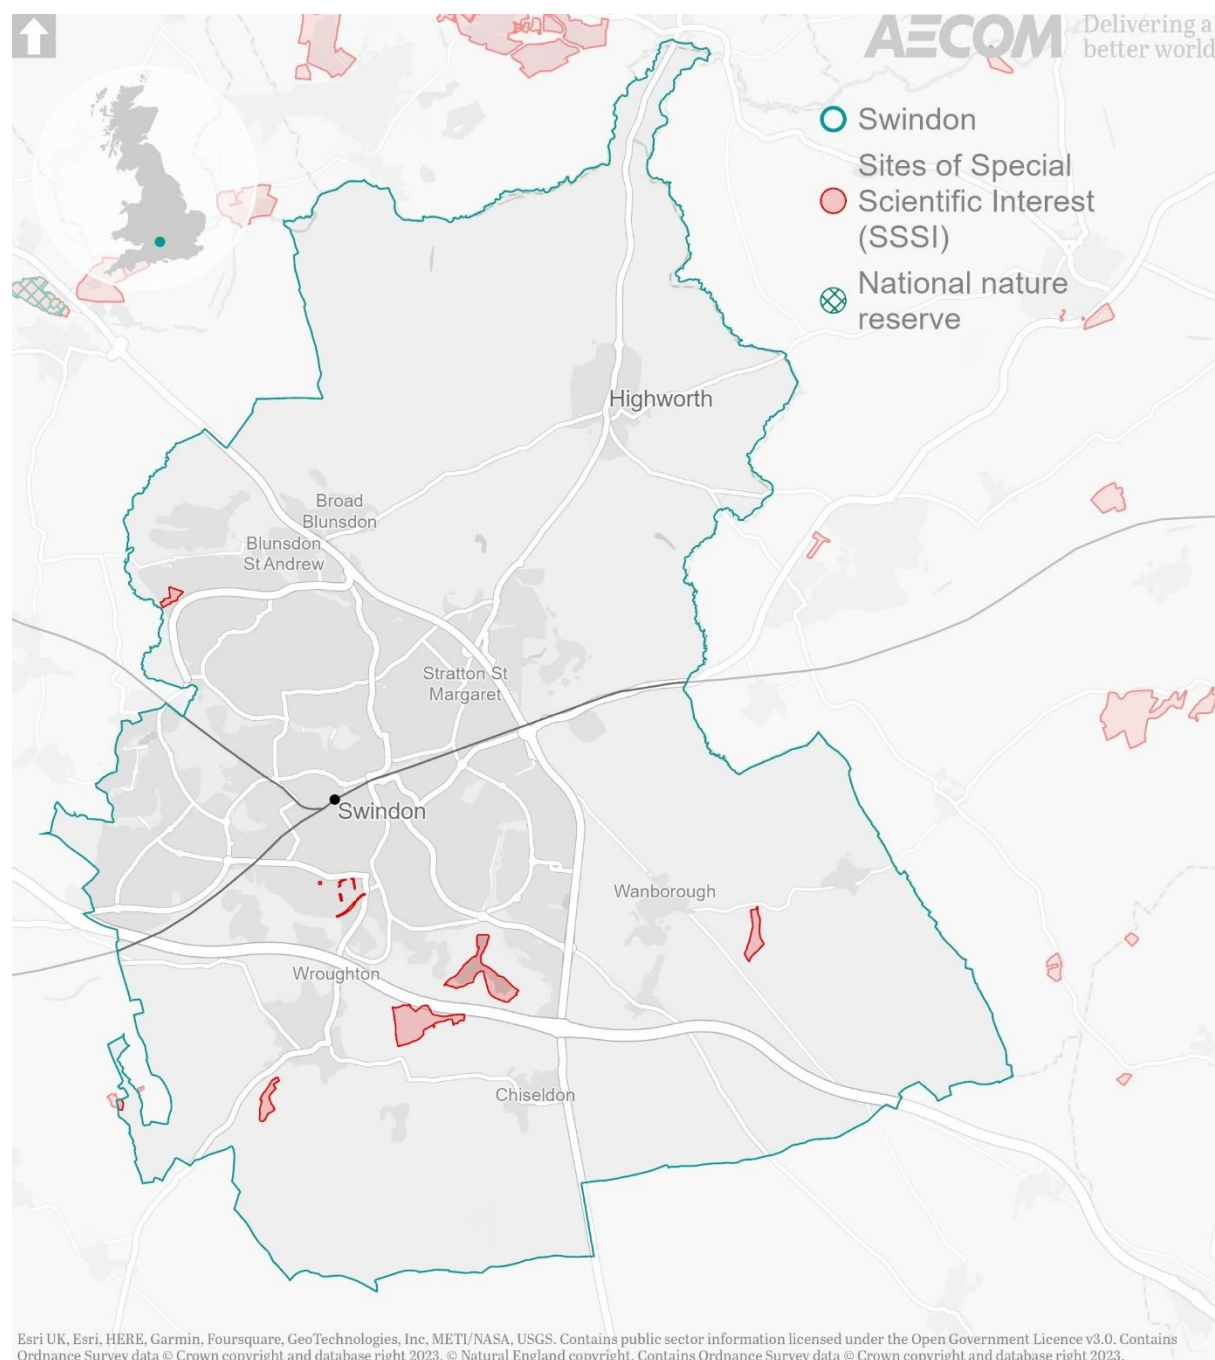 AECOM
Delivering a
better world
Swindon
Sites of Special
Scientific Interest
(SSSI)
National nature
reserve
Highworth
Broad
Blunsdon
Blunsdon
St Andrew
Stratton St
Margaret
Swindon
Wanborough
Wroughton
Chiseldon
Esri UK, Esri, HERE, Garmin, Foursquare, GeoTechnologies, Inc, METI/NASA, USGS. Contains public sector information licensed under the Open Government Licence v3.0. Contains
Ordnance Survey data © Crown copyright and database right 2023. © Natural England copyright. Contains Ordnance Survey data © Crown copyright and database right 2023.